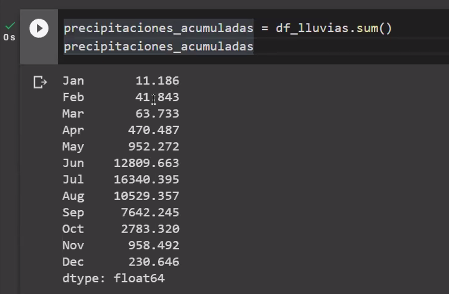 precipitaciones_acumuladas = df_lluvias.sum()
0s
precipitaciones_acumuladas
Jan 11.186
Feb 41.843
Mar 63.733
Apr 470.487
May 952.272
Jun 12809.663
Jul 16340.395
Aug 10529.357
Sep 7642.245
Oct 2783.320
Nov 958.492
Dec 230.646
dtype: float64